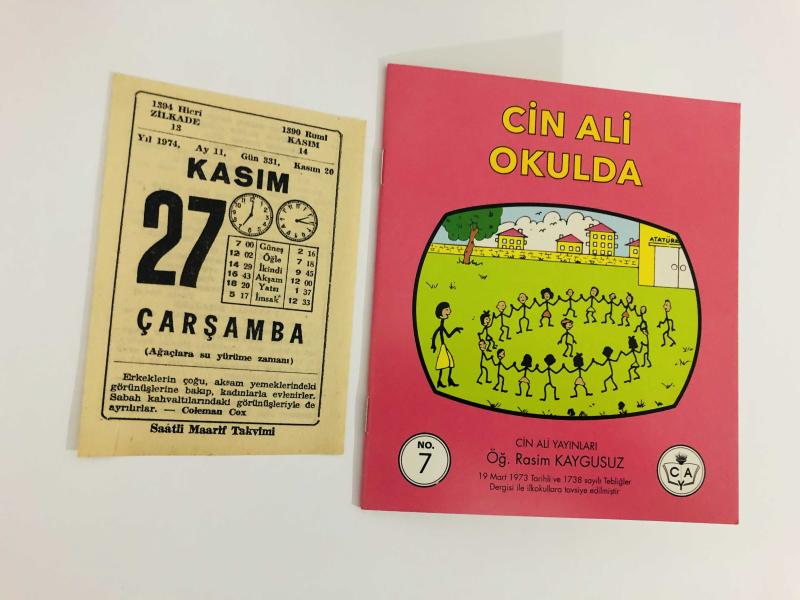 1394 Hicri
ZİLKADE
13
1390 Rumî
KASIM
14
Yıl 1974, Ay 11, Gün 331, Kasım 20
KASIM
27
7 00 Güneş 2 16
12 02 Öğle 7 18
14 29 İkindi 9 45
16 43 Akşam 12 00
18 20 Yatsı 1 37
5 17 İmsak 12 33
ÇARŞAMBA
(Ağaçlara su yürüme zamanı)
Erkeklerin çoğu, akşam yemeklerindeki
görünüşlerine bakıp, kadınlarla evlenirler.
Sabah kahvaltılarındaki görünüşleriyle de
ayrılırlar. — Coleman Cox
Saatli Maarif Takvimi
CİN ALİ
OKULDA
ATATÜRK
NO.
7
CİN ALİ YAYINLARI
Öğ. Rasim KAYGUSUZ
19 Mart 1973 Tarihli ve 1738 sayılı Tebliğler
Dergisi ile ilkokullara tavsiye edilmiştir
C A
Y